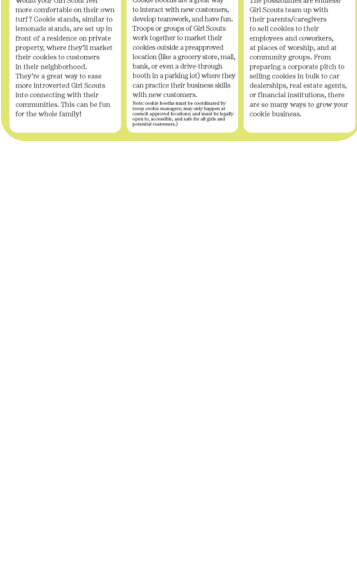 Would your Girl Scout feel
more comfortable on their own
turf? Cookie stands, similar to
lemonade stands, are set up in
front of a residence on private
property, where they'll market
their cookies to customers
in their neighborhood.
They're a great way to ease
more introverted Girl Scouts
into connecting with their
communities. This can be fun
for the whole family!
Cookie booths are a great way
to interact with new customers,
develop teamwork, and have fun.
Troops or groups of Girl Scouts
work together to market their
cookies outside a preapproved
location (like a grocery store, mall,
bank, or even a drive-through
booth in a parking lot) where they
can practice their business skills
with new customers.
Note: cookie booths must be coordinated by
troop cookie managers; may only happen at
council-approved locations; and must be legally
open to, accessible, and safe for all girls and
potential customers.)
The possibilities are endless!
Girl Scouts team up with
their parents/caregivers
to sell cookies to their
employees and coworkers,
at places of worship, and at
community groups. From
preparing a corporate pitch to
selling cookies in bulk to car
dealerships, real estate agents,
or financial institutions, there
are so many ways to grow your
cookie business.